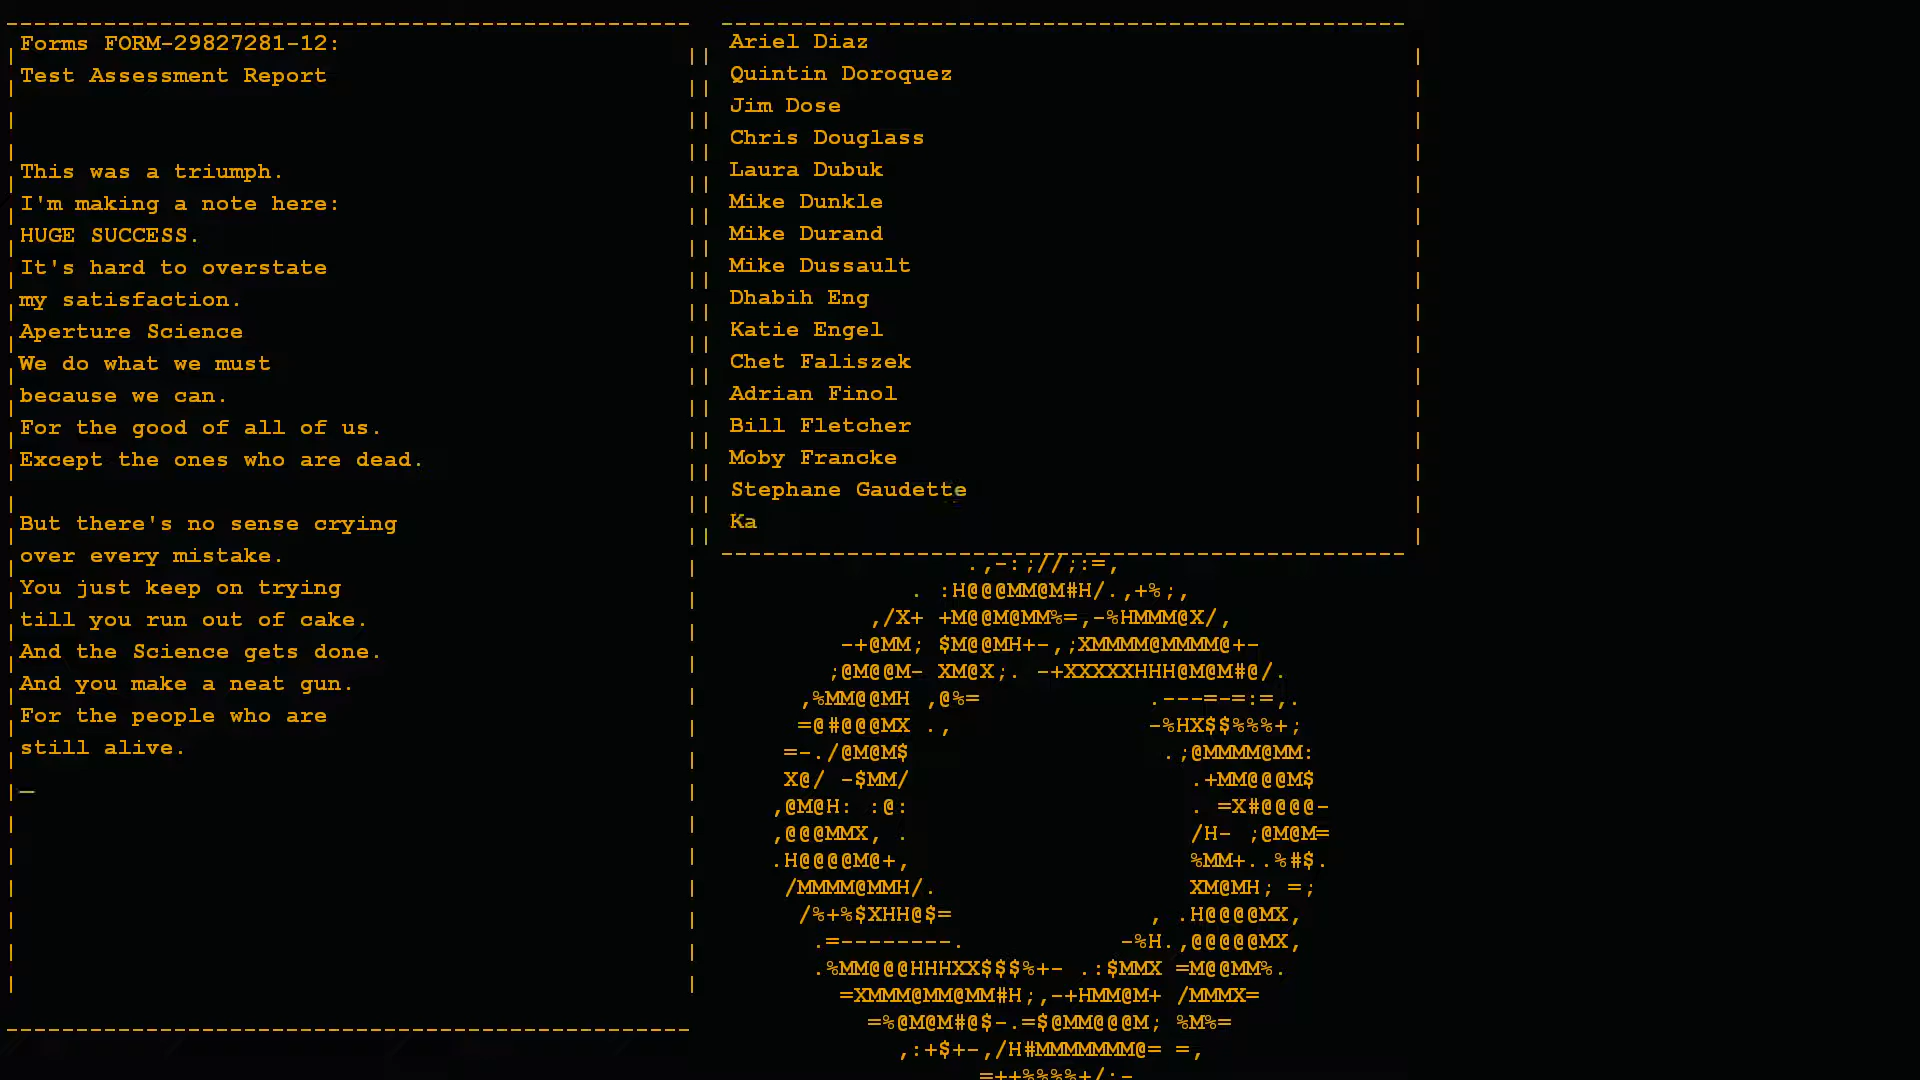 Forms FORM-29827281-12:
Test Assessment Report
This was a triumph.
I'm making a note here:
HUGE SUCCESS.
It's hard to overstate
my satisfaction.
Aperture Science
We do what we must
because we can.
For the good of all of us.
Except the ones who are dead.
But there's no sense crying
over every mistake.
You just keep on trying
till you run out of cake.
And the Science gets done.
And you make a neat gun.
For the people who are
still alive.
Ariel Diaz
Quintin Doroquez
Jim Dose
Chris Douglass
Laura Dubuk
Mike Dunkle
Mike Durand
Mike Dussault
Dhabih Eng
Katie Engel
Chet Faliszek
Adrian Finol
Bill Fletcher
Moby Francke
Stephane Gaudette
Ka